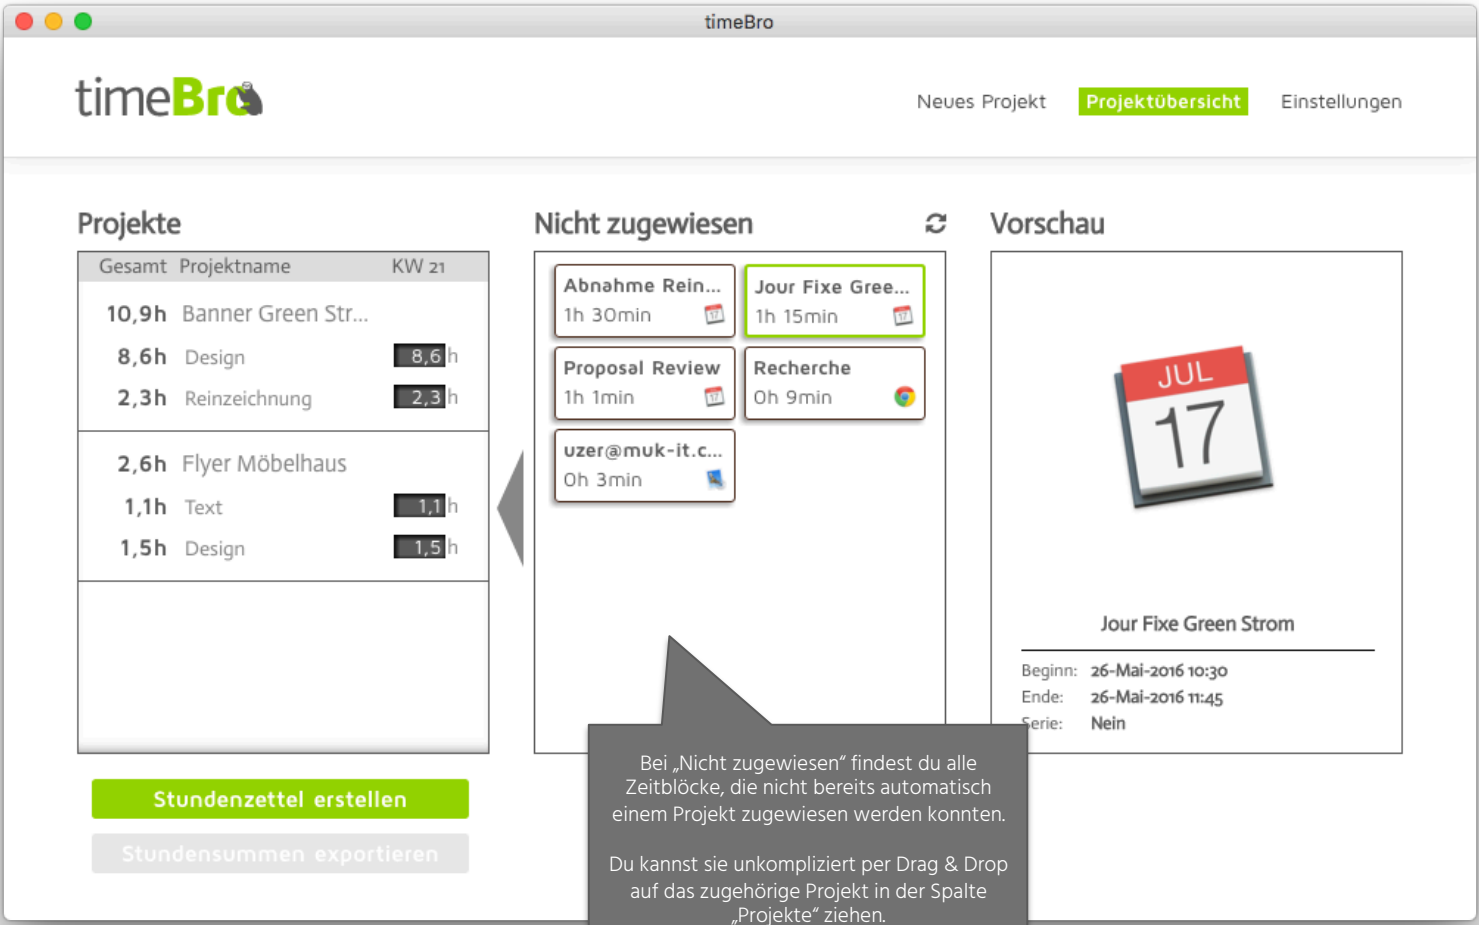 timeBro
timeBro
Neues Projekt Projektübersicht Einstellungen
Projekte
Gesamt Projektname KW 21
10,9h Banner Green Str...
8,6h Design 8,6 h
2,3h Reinzeichnung 2,3 h
2,6h Flyer Möbelhaus
1,1h Text 1,1 h
1,5h Design 1,5 h
Stundenzettel erstellen
Stundensummen exportieren
Nicht zugewiesen
Abnahme Rein...
1h 30min
17
Jour Fixe Gree...
1h 15min
17
Proposal Review
1h 1min
17
Recherche
0h 9min
uzer@muk-it.c...
0h 3min
Bei „Nicht zugewiesen“ findest du alle
Zeitblöcke, die nicht bereits automatisch
einem Projekt zugewiesen werden konnten.
Du kannst sie unkompliziert per Drag & Drop
auf das zugehörige Projekt in der Spalte
„Projekte“ ziehen.
Vorschau
JUL
17
Jour Fixe Green Strom
Beginn: 26-Mai-2016 10:30
Ende: 26-Mai-2016 11:45
Serie: Nein